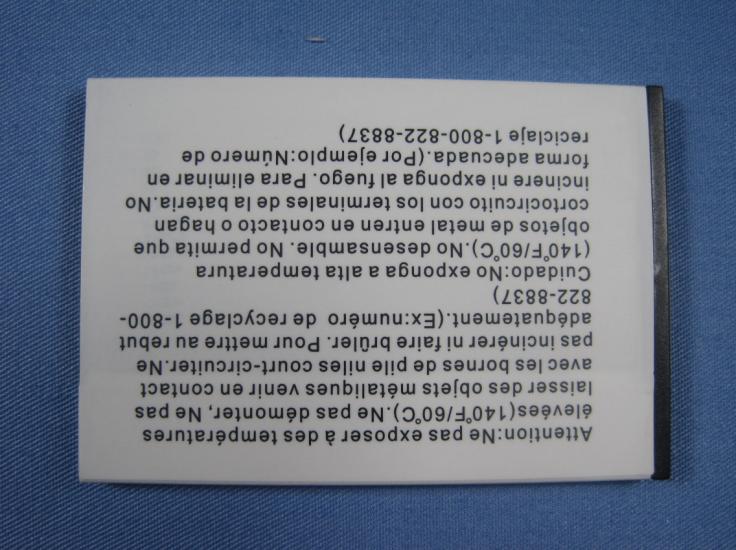 Attention:Ne pas exposer à des températures
élevées(140°F/60°C).Ne pas démonter, Ne pas
laisser des objets métaliques venir en contact
avec les bornes de pile niles court-circuiter.Ne
pas incinérer ni faire brûler. Pour mettre au rebut
adéquatement.(Ex:numéro de recyclage 1-800-
822-8837)
Cuidado:No exponga a alta temperatura
(140°F/60°C).No desensamble. No permita que
objetos de metal entren en contacto o hagan
cortocircuito con los terminales de la bateria.No
incinere ni exponga al fuego. Para eliminar en
forma adecuada.(Por ejemplo:Número de
reciclaje 1-800-822-8837)